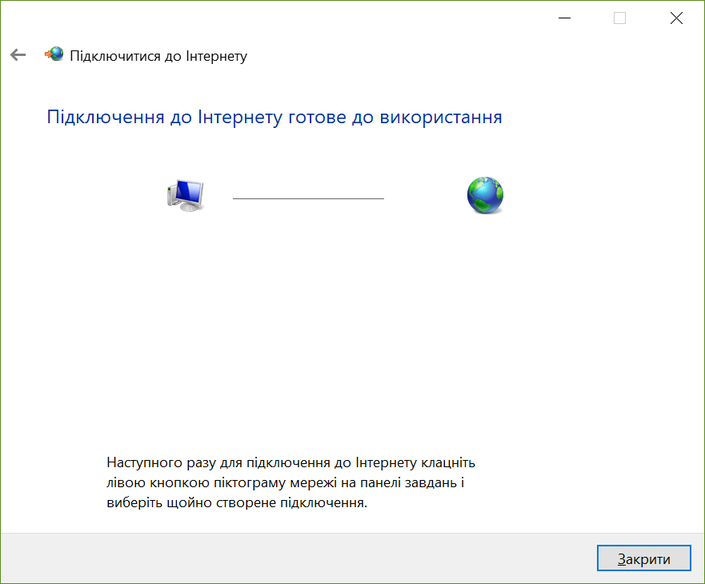 Підключитися до Інтернету
Підключення до Інтернету готове до використання
Наступного разу для підключення до Інтернету клацніть
лівою кнопкою піктограму мережі на панелі завдань і
виберіть щойно створене підключення.
Закрити